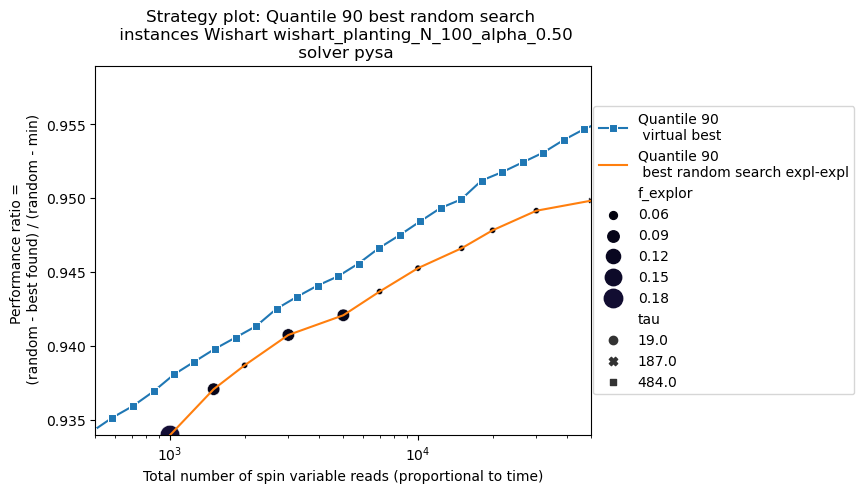 Strategy plot: Quantile 90 best random search
instances Wishart wishart_planting_N_100_alpha_0.50
solver pysa
Performance ratio =
(random - best found) / (random - min)
0.955
0.950
0.945
0.940
0.935
10³
10⁴
Total number of spin variable reads (proportional to time)
Quantile 90
virtual best
Quantile 90
best random search expl-expl
f_explor
0.06
0.09
0.12
0.15
0.18
tau
19.0
187.0
484.0